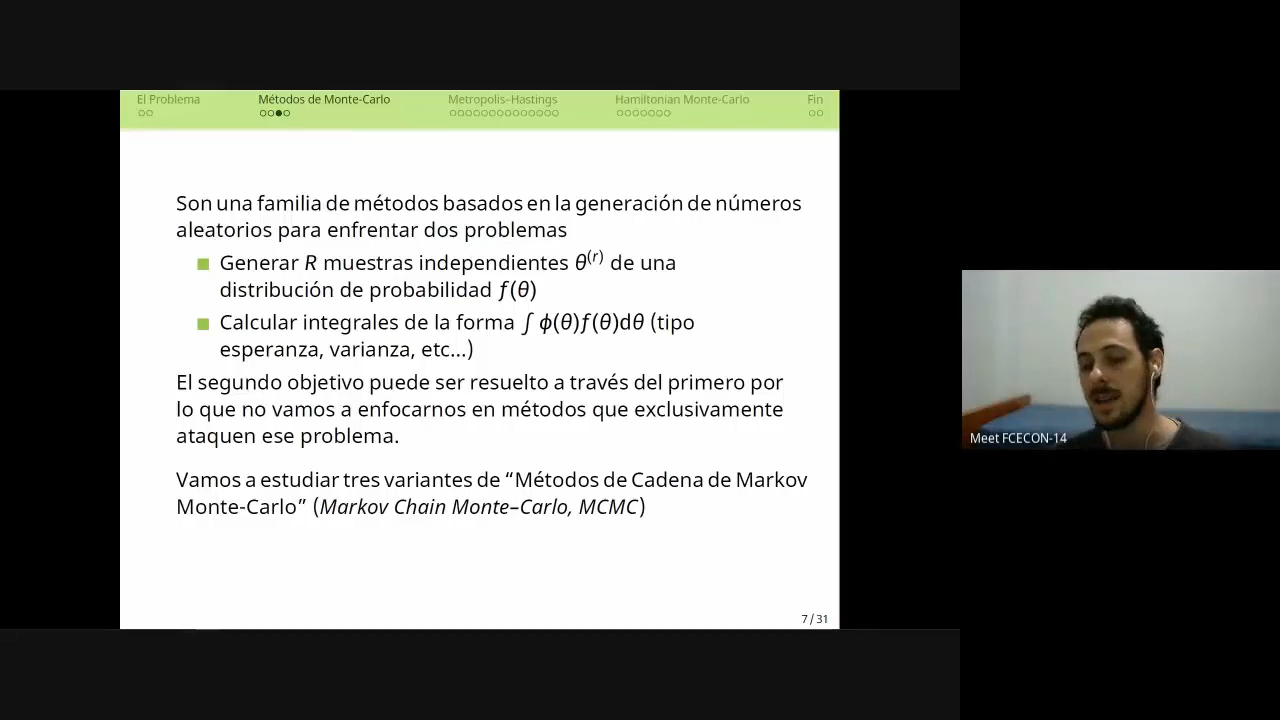 El Problema
Métodos de Monte-Carlo
Metropolis–Hastings
Hamiltonian Monte-Carlo
Fin
Son una familia de métodos basados en la generación de números
aleatorios para enfrentar dos problemas
Generar R muestras independientes θ^(r) de una
distribución de probabilidad f(θ)
Calcular integrales de la forma ∫ ϕ(θ)f(θ)dθ (tipo
esperanza, varianza, etc...)
El segundo objetivo puede ser resuelto a través del primero por
lo que no vamos a enfocarnos en métodos que exclusivamente
ataquen ese problema.
Vamos a estudiar tres variantes de “Métodos de Cadena de Markov
Monte-Carlo” (Markov Chain Monte–Carlo, MCMC)
7 / 31
Meet FCECON-14